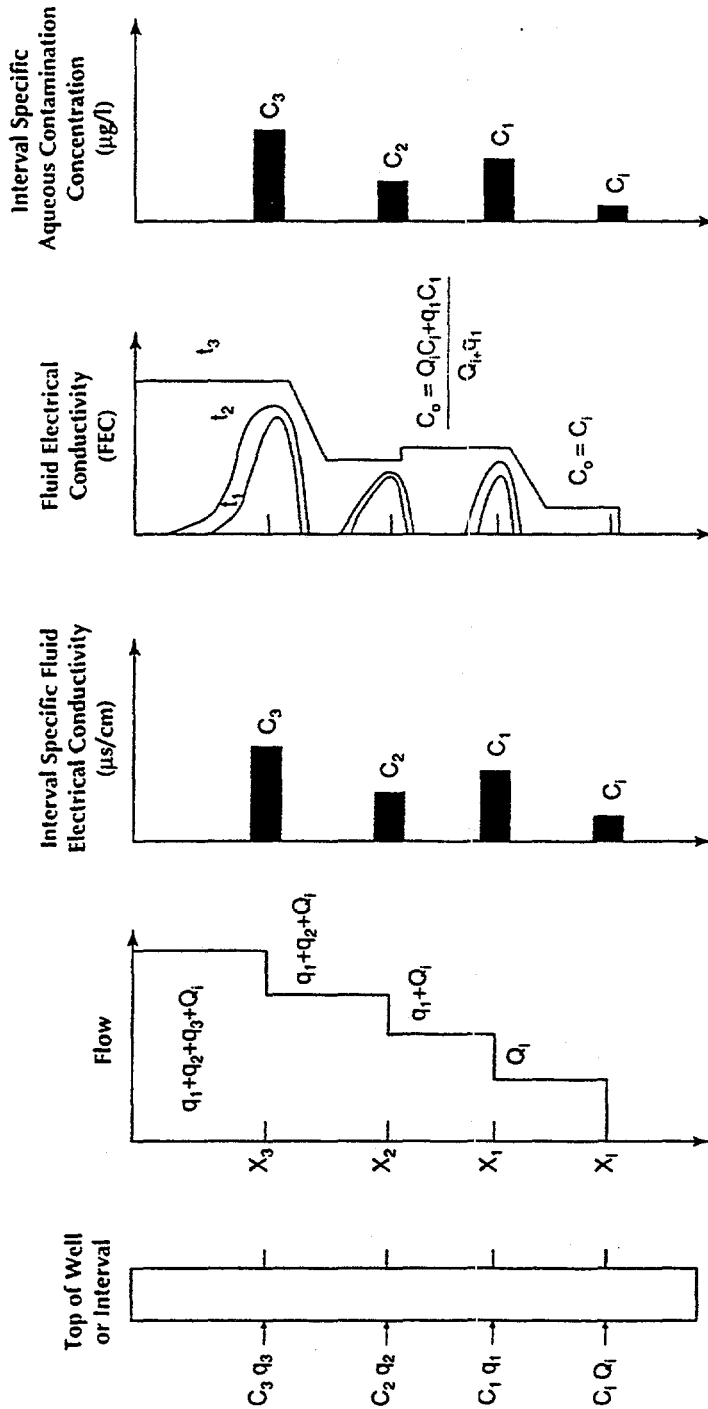 Top of Well
or Interval
C3 q3
C2 q2
C1 q1
Ci Qi
Flow
q1+q2+q3+Qi
q1+q2+Qi
q1+Qi
Qi
X3
X2
X1
Xi
Interval Specific Fluid
Electrical Conductivity
(μs/cm)
C3
C2
C1
Ci
Fluid Electrical
Conductivity
(FEC)
t1
t2
t3
Co = QiCi+q1C1
Qi+q1
Co = Ci
Interval Specific
Aqueous Contamination
Concentration
(μg/l)
C3
C2
C1
Ci